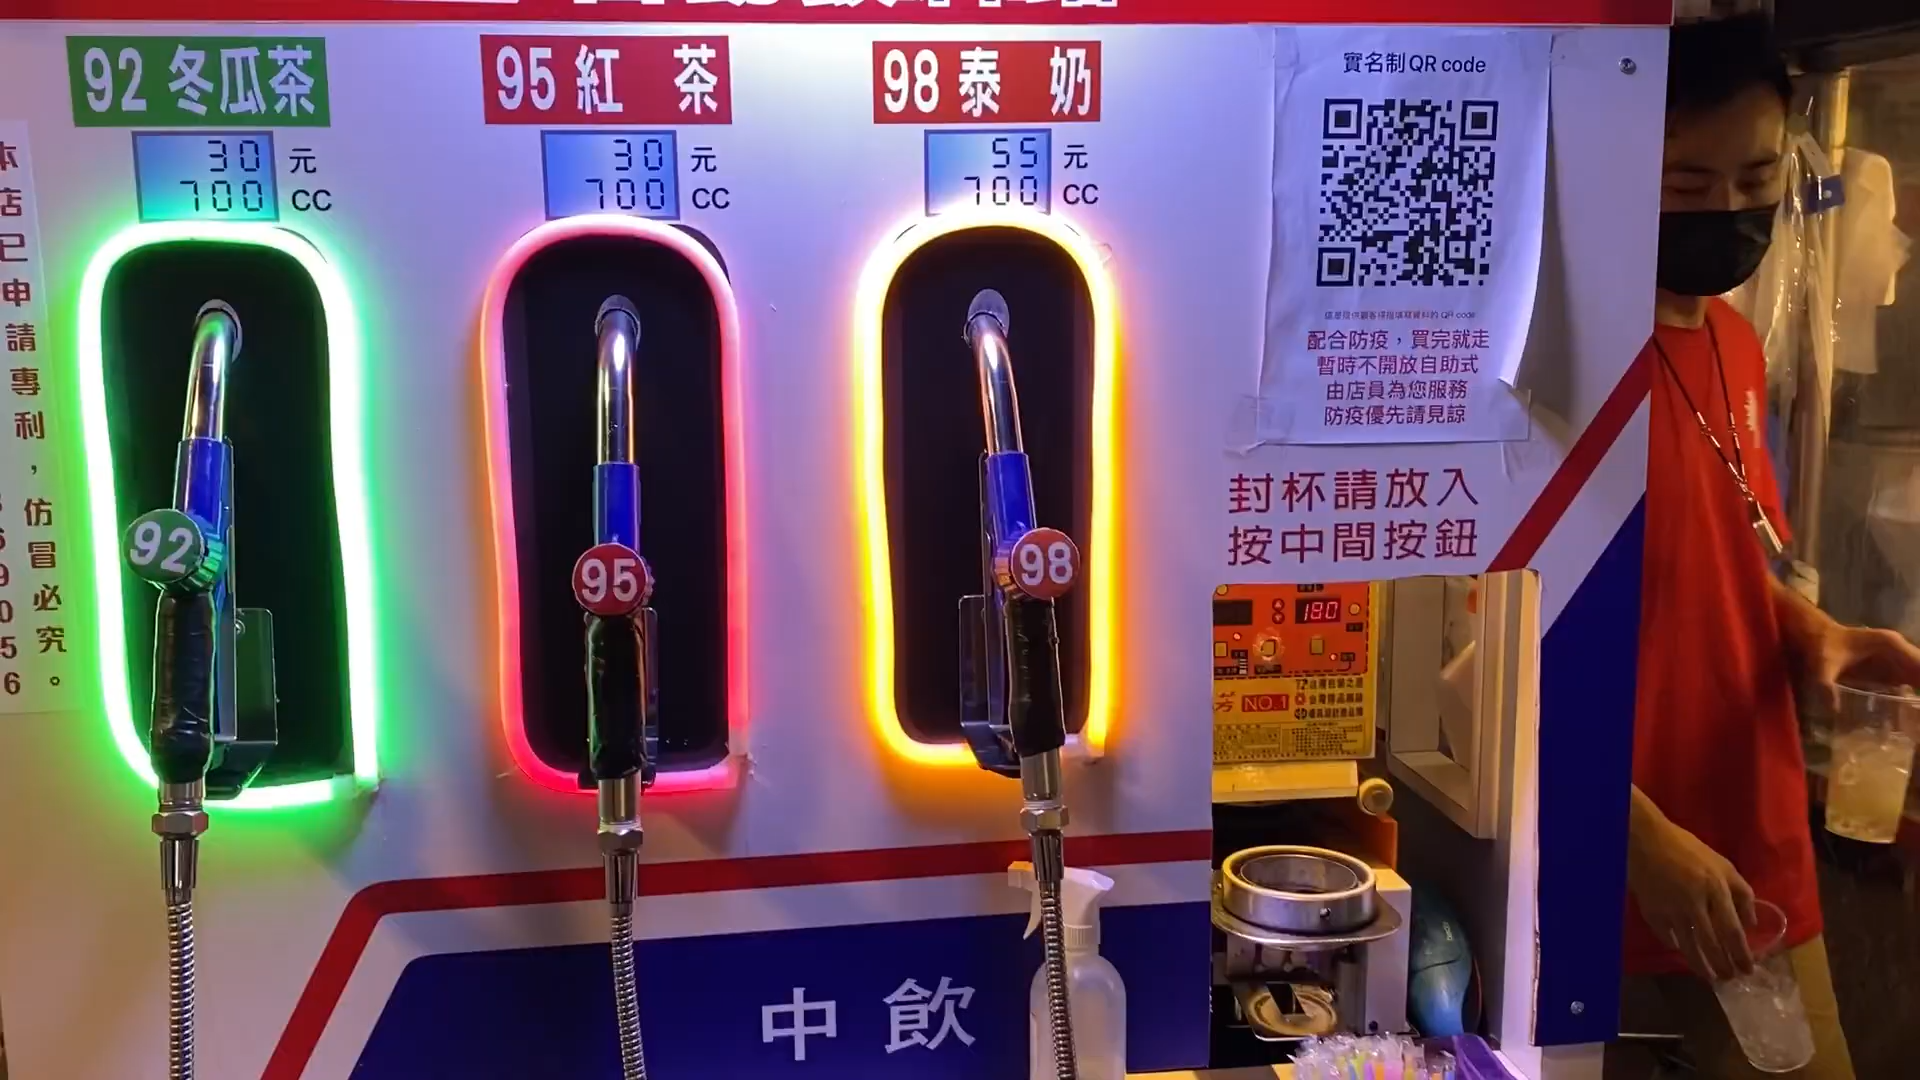 92 冬瓜茶
30 元
700 CC
95 紅 茶
30 元
700 CC
98 泰 奶
55 元
700 CC
實名制QR code
配合防疫，買完就走
暫時不開放自助式
由店員為您服務
防疫優先請見諒
封杯請放入
按中間按鈕
本店已申請專利，
仿冒必究。
92
95
98
180
NO.1
中 飲